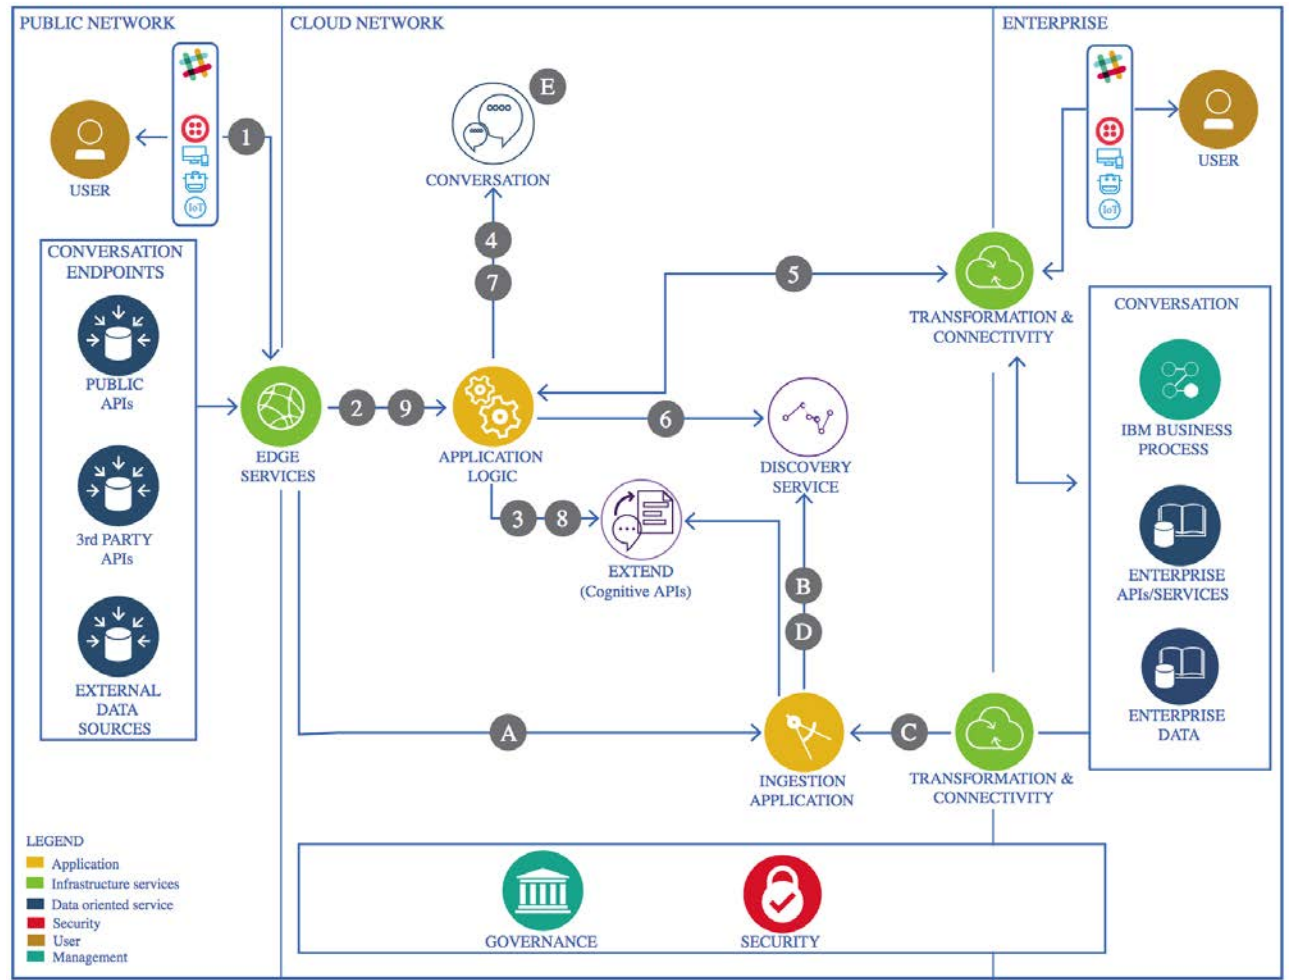 PUBLIC NETWORK
CLOUD NETWORK
ENTERPRISE
USER
IoT
1
CONVERSATION
ENDPOINTS
PUBLIC
APIs
3rd PARTY
APIs
EXTERNAL
DATA
SOURCES
EDGE
SERVICES
E
CONVERSATION
4
7
2
9
APPLICATION
LOGIC
5
6
DISCOVERY
SERVICE
3
8
EXTEND
(Cognitive APIs)
B
D
A
C
INGESTION
APPLICATION
TRANSFORMATION &
CONNECTIVITY
TRANSFORMATION &
CONNECTIVITY
IoT
USER
CONVERSATION
IBM BUSINESS
PROCESS
ENTERPRISE
APIs/SERVICES
ENTERPRISE
DATA
LEGEND
Application
Infrastructure services
Data oriented service
Security
User
Management
GOVERNANCE
SECURITY